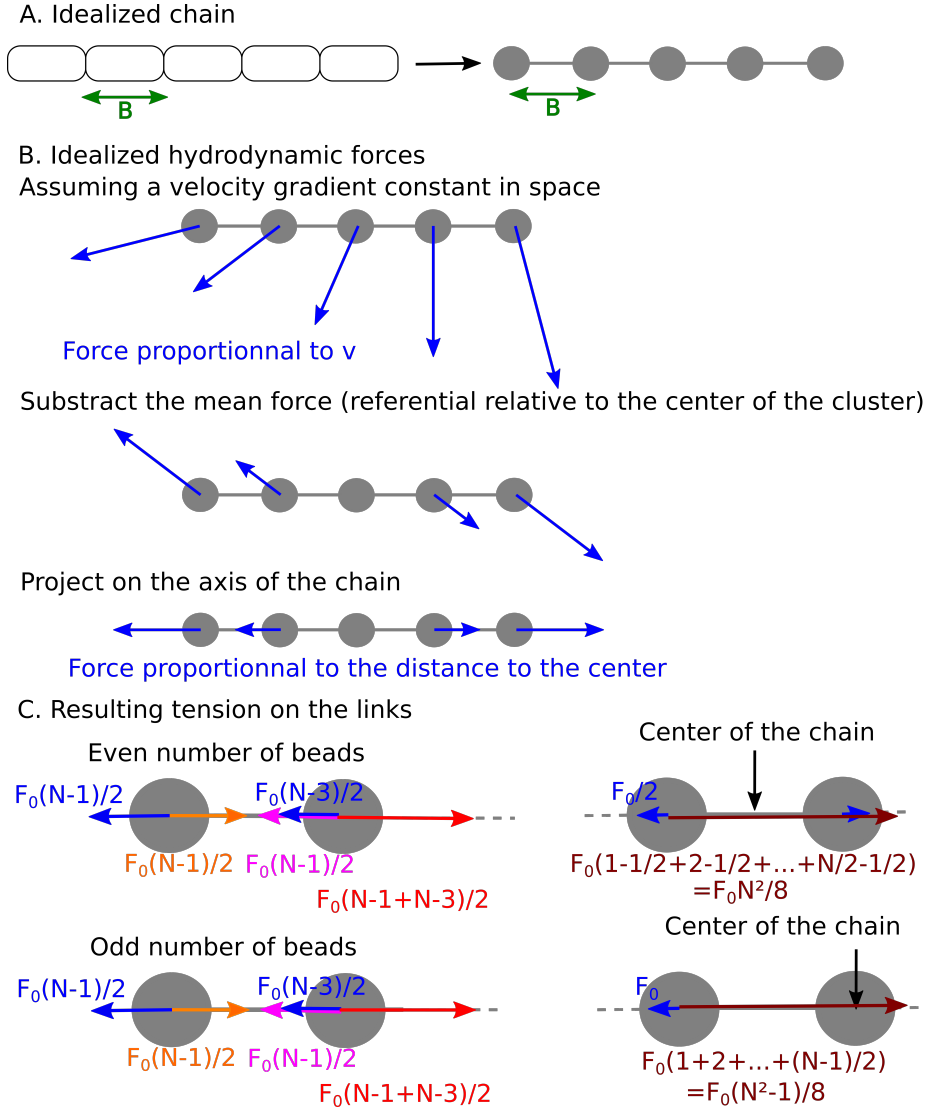 A. Idealized chain
B
B
B. Idealized hydrodynamic forces
Assuming a velocity gradient constant in space
Force proportionnal to v
Substract the mean force (referential relative to the center of the cluster)
Project on the axis of the chain
Force proportionnal to the distance to the center
C. Resulting tension on the links
Even number of beads
F₀(N-1)/2
F₀(N-3)/2
F₀(N-1)/2
F₀(N-1)/2
F₀(N-1+N-3)/2
Center of the chain
F₀/2
F₀(1-1/2+2-1/2+...+N/2-1/2)
=F₀N²/8
Odd number of beads
F₀(N-1)/2
F₀(N-3)/2
F₀(N-1)/2
F₀(N-1)/2
F₀(N-1+N-3)/2
Center of the chain
F₀
F₀(1+2+...+(N-1)/2)
=F₀(N²-1)/8